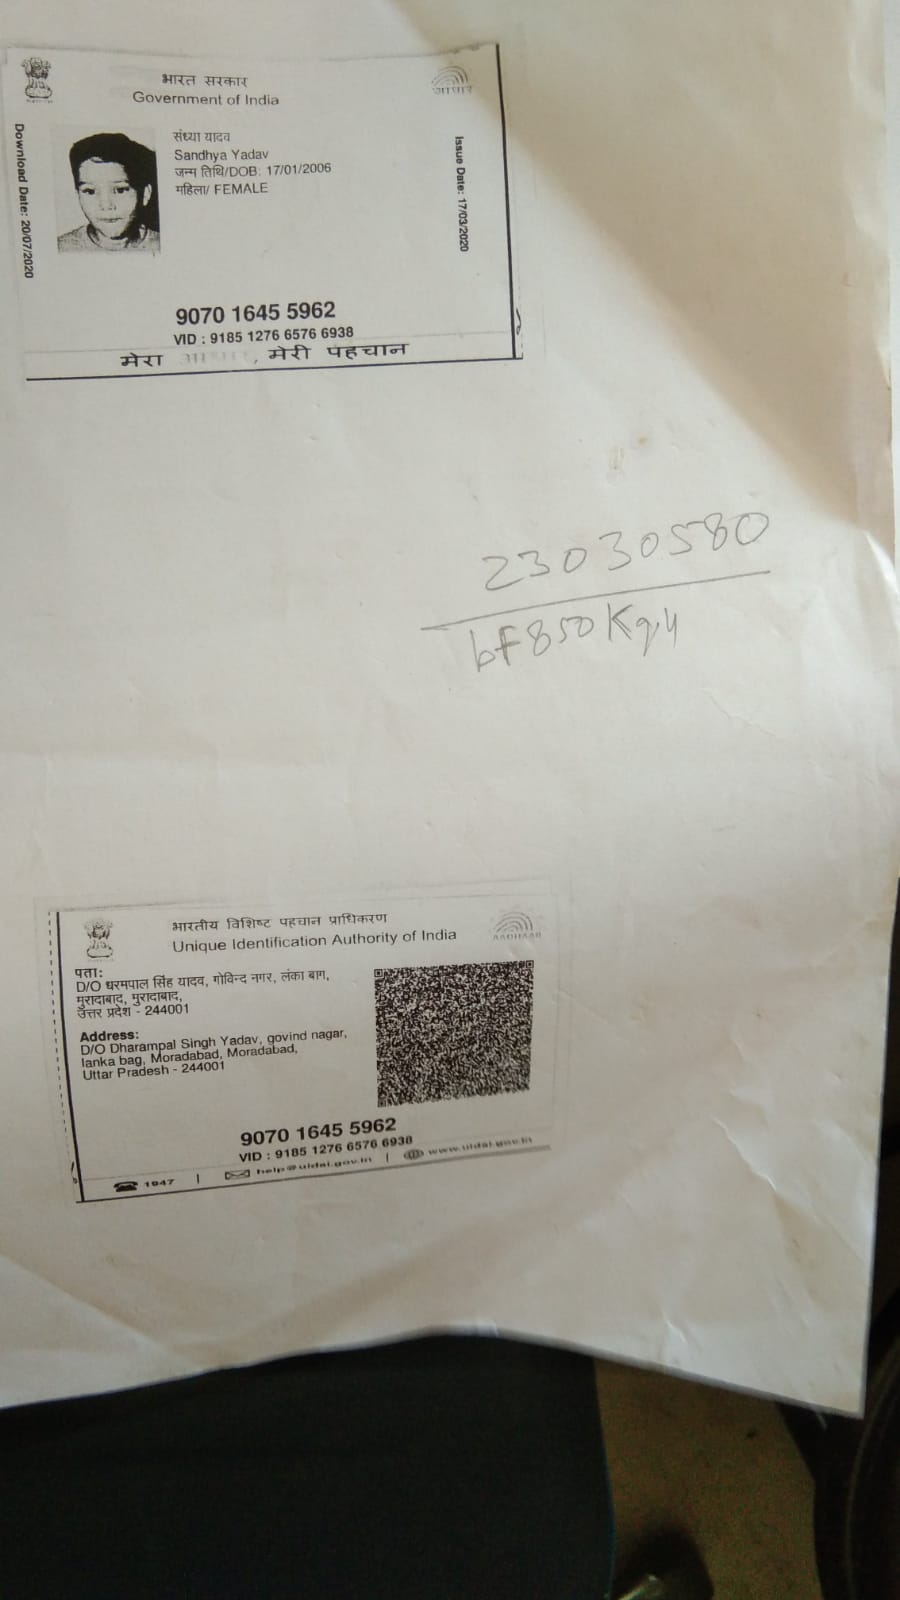 भारत सरकार
Government of India
आधार
Download Date: 20/07/2020
संध्या यादव
Sandhya Yadav
जन्म तिथि/DOB: 17/01/2006
महिला/ FEMALE
Issue Date: 17/03/2020
9070 1645 5962
VID : 9185 1276 6576 6938
मेरा आधार, मेरी पहचान
23030580
bf850Kq,y
भारतीय विशिष्ट पहचान प्राधिकरण
Unique Identification Authority of India
AADHAAR
पता:
D/O धरमपाल सिंह यादव, गोविन्द नगर, लंका बाग,
मुरादाबाद, मुरादाबाद,
उत्तर प्रदेश - 244001
Address:
D/O Dharampal Singh Yadav, govind nagar,
lanka bag, Moradabad, Moradabad,
Uttar Pradesh - 244001
9070 1645 5962
VID : 9185 1276 6576 6938
1947 | help@uidai.gov.in | www.uidai.gov.in